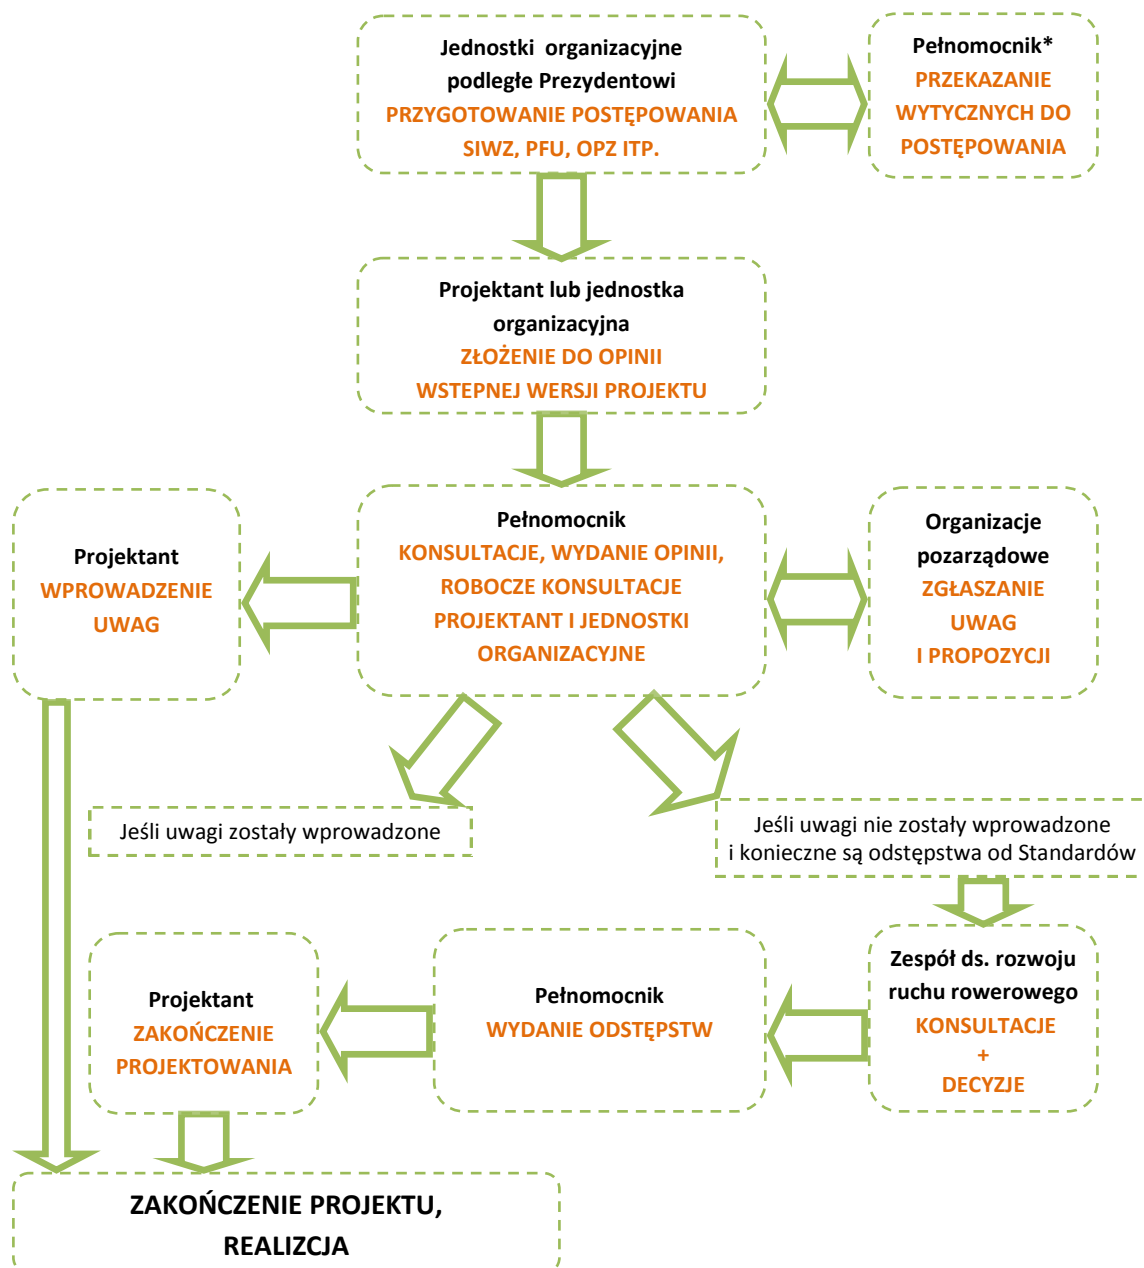 Jednostki organizacyjne
podległe Prezydentowi
PRZYGOTOWANIE POSTĘPOWANIA
SIWZ, PFU, OPZ ITP.
Pełnomocnik*
PRZEKAZANIE
WYTYCZNYCH DO
POSTĘPOWANIA
Projektant lub jednostka
organizacyjna
ZŁOŻENIE DO OPINII
WSTEPNEJ WERSJI PROJEKTU
Projektant
WPROWADZENIE
UWAG
Pełnomocnik
KONSULTACJE, WYDANIE OPINII,
ROBOCZE KONSULTACJE
PROJEKTANT I JEDNOSTKI
ORGANIZACYJNE
Organizacje
pozarządowe
ZGŁASZANIE
UWAG
I PROPOZYCJI
Jeśli uwagi zostały wprowadzone
Jeśli uwagi nie zostały wprowadzone
i konieczne są odstępstwa od Standardów
Projektant
ZAKOŃCZENIE
PROJEKTOWANIA
Pełnomocnik
WYDANIE ODSTĘPSTW
Zespół ds. rozwoju
ruchu rowerowego
KONSULTACJE
+
DECYZJE
ZAKOŃCZENIE PROJEKTU,
REALIZCJA